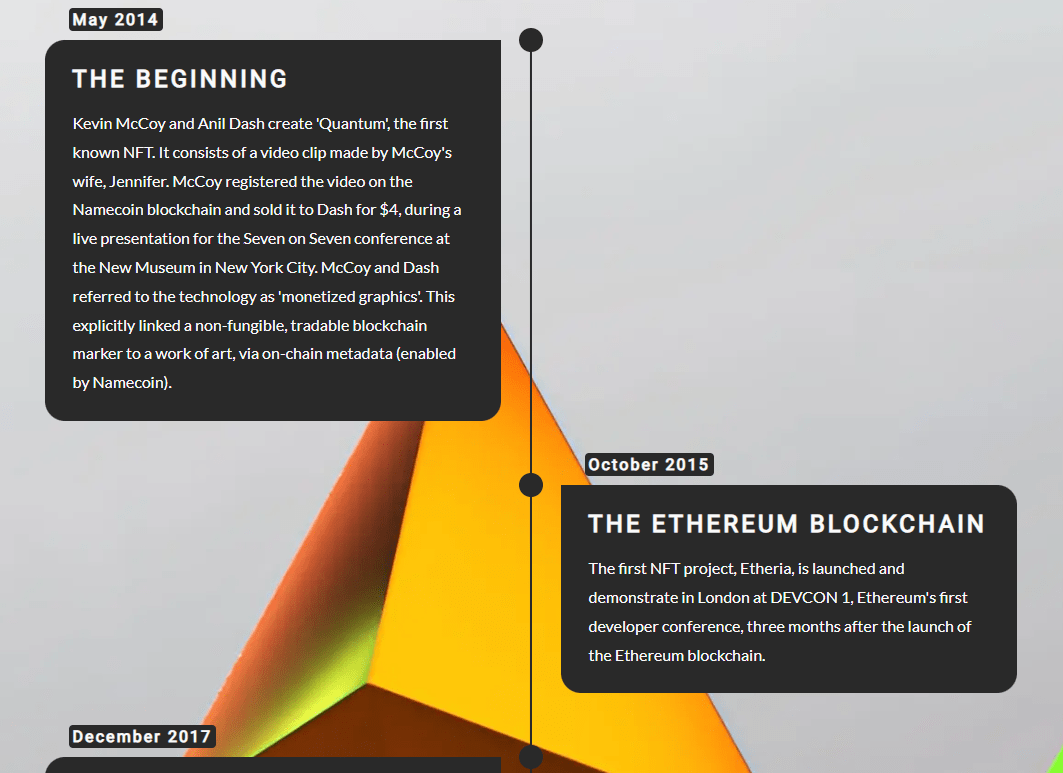 May 2014
THE BEGINNING
Kevin McCoy and Anil Dash create 'Quantum', the first
known NFT. It consists of a video clip made by McCoy's
wife, Jennifer. McCoy registered the video on the
Namecoin blockchain and sold it to Dash for $4, during a
live presentation for the Seven on Seven conference at
the New Museum in New York City. McCoy and Dash
referred to the technology as 'monetized graphics'. This
explicitly linked a non-fungible, tradable blockchain
marker to a work of art, via on-chain metadata (enabled
by Namecoin).
October 2015
THE ETHEREUM BLOCKCHAIN
The first NFT project, Etheria, is launched and
demonstrate in London at DEVCON 1, Ethereum's first
developer conference, three months after the launch of
the Ethereum blockchain.
December 2017